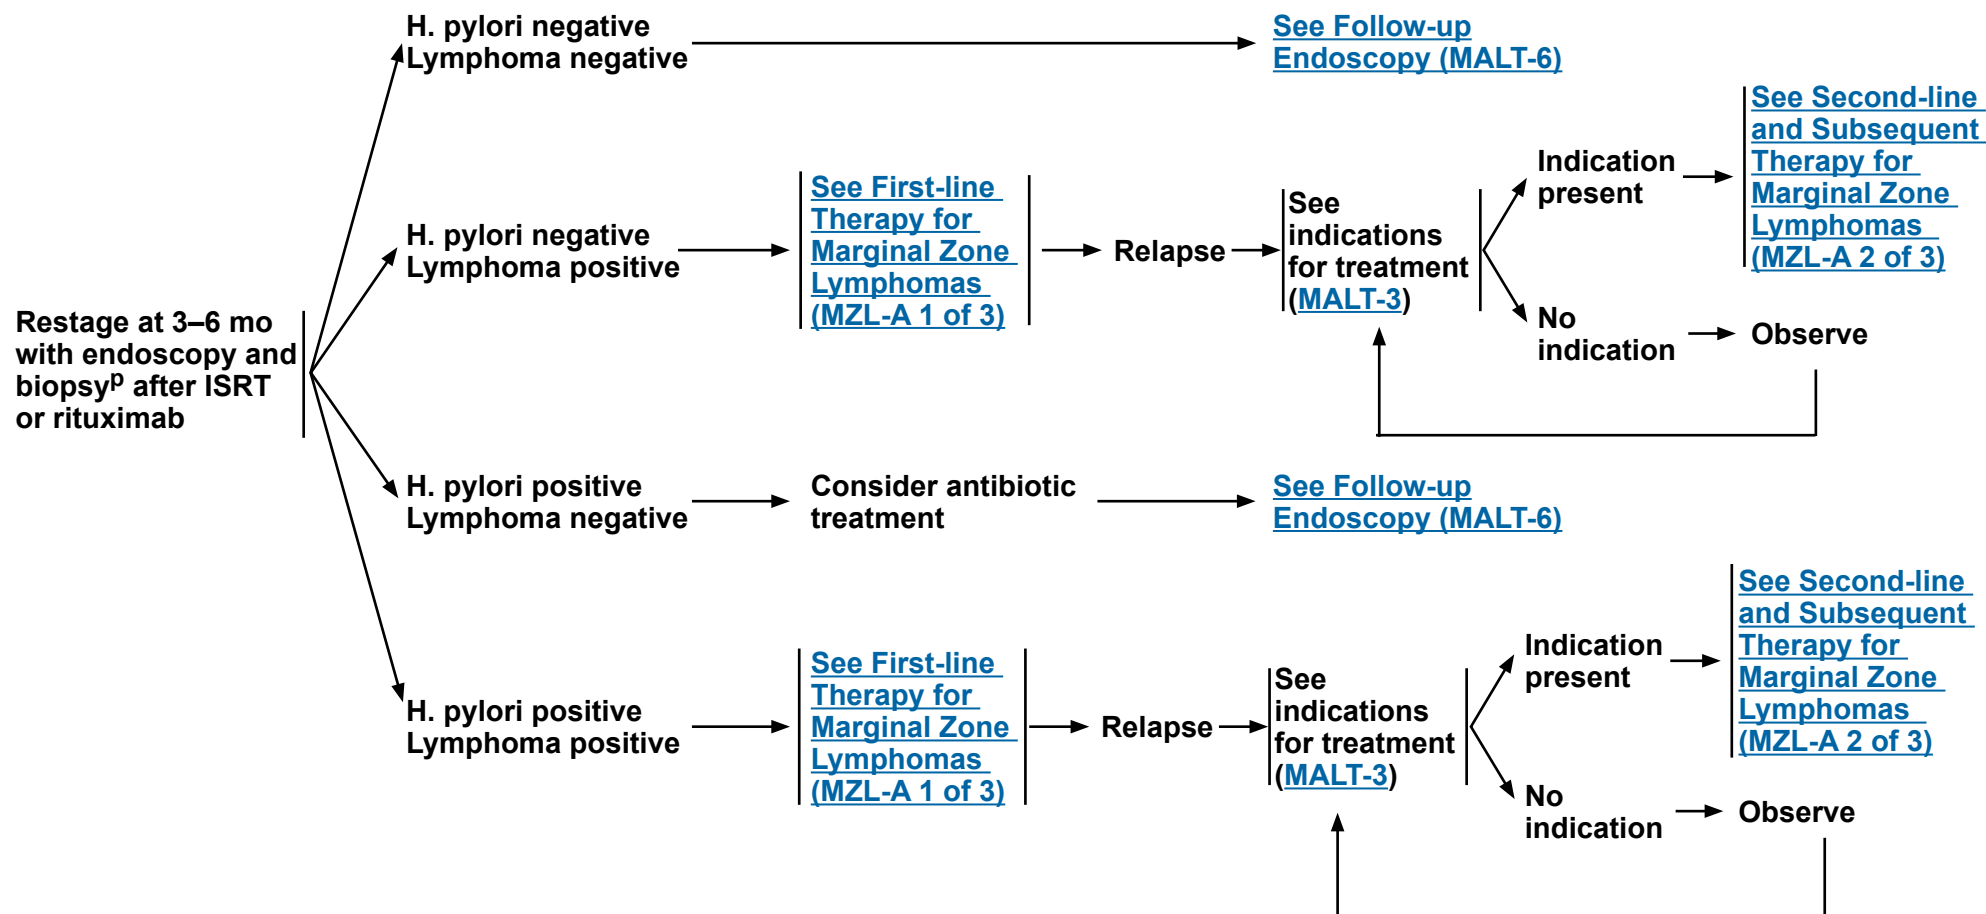 Restage at 3–6 mo
with endoscopy and
biopsyᵖ after ISRT
or rituximab
H. pylori negative
Lymphoma negative
See Follow-up
Endoscopy (MALT-6)
H. pylori negative
Lymphoma positive
See First-line
Therapy for
Marginal Zone
Lymphomas
(MZL-A 1 of 3)
Relapse
See
indications
for treatment
(MALT-3)
Indication
present
See Second-line
and Subsequent
Therapy for
Marginal Zone
Lymphomas
(MZL-A 2 of 3)
No
indication
Observe
H. pylori positive
Lymphoma negative
Consider antibiotic
treatment
See Follow-up
Endoscopy (MALT-6)
H. pylori positive
Lymphoma positive
See First-line
Therapy for
Marginal Zone
Lymphomas
(MZL-A 1 of 3)
Relapse
See
indications
for treatment
(MALT-3)
Indication
present
See Second-line
and Subsequent
Therapy for
Marginal Zone
Lymphomas
(MZL-A 2 of 3)
No
indication
Observe